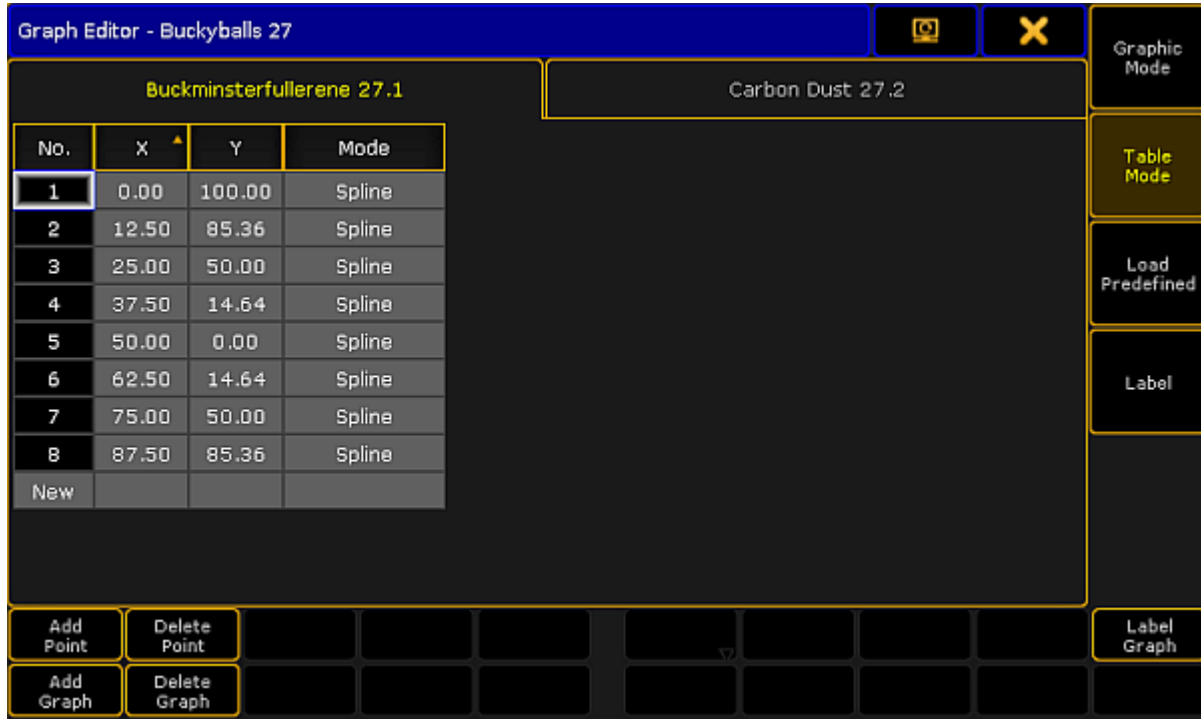 Graph Editor - Buckyballs 27
Buckminsterfullerene 27.1
Carbon Dust 27.2
No. X Y Mode
1 0.00 100.00 Spline
2 12.50 85.36 Spline
3 25.00 50.00 Spline
4 37.50 14.64 Spline
5 50.00 0.00 Spline
6 62.50 14.64 Spline
7 75.00 50.00 Spline
8 87.50 85.36 Spline
New
Graphic
Mode
Table
Mode
Load
Predefined
Label
Add
Point
Delete
Point
Label
Graph
Add
Graph
Delete
Graph